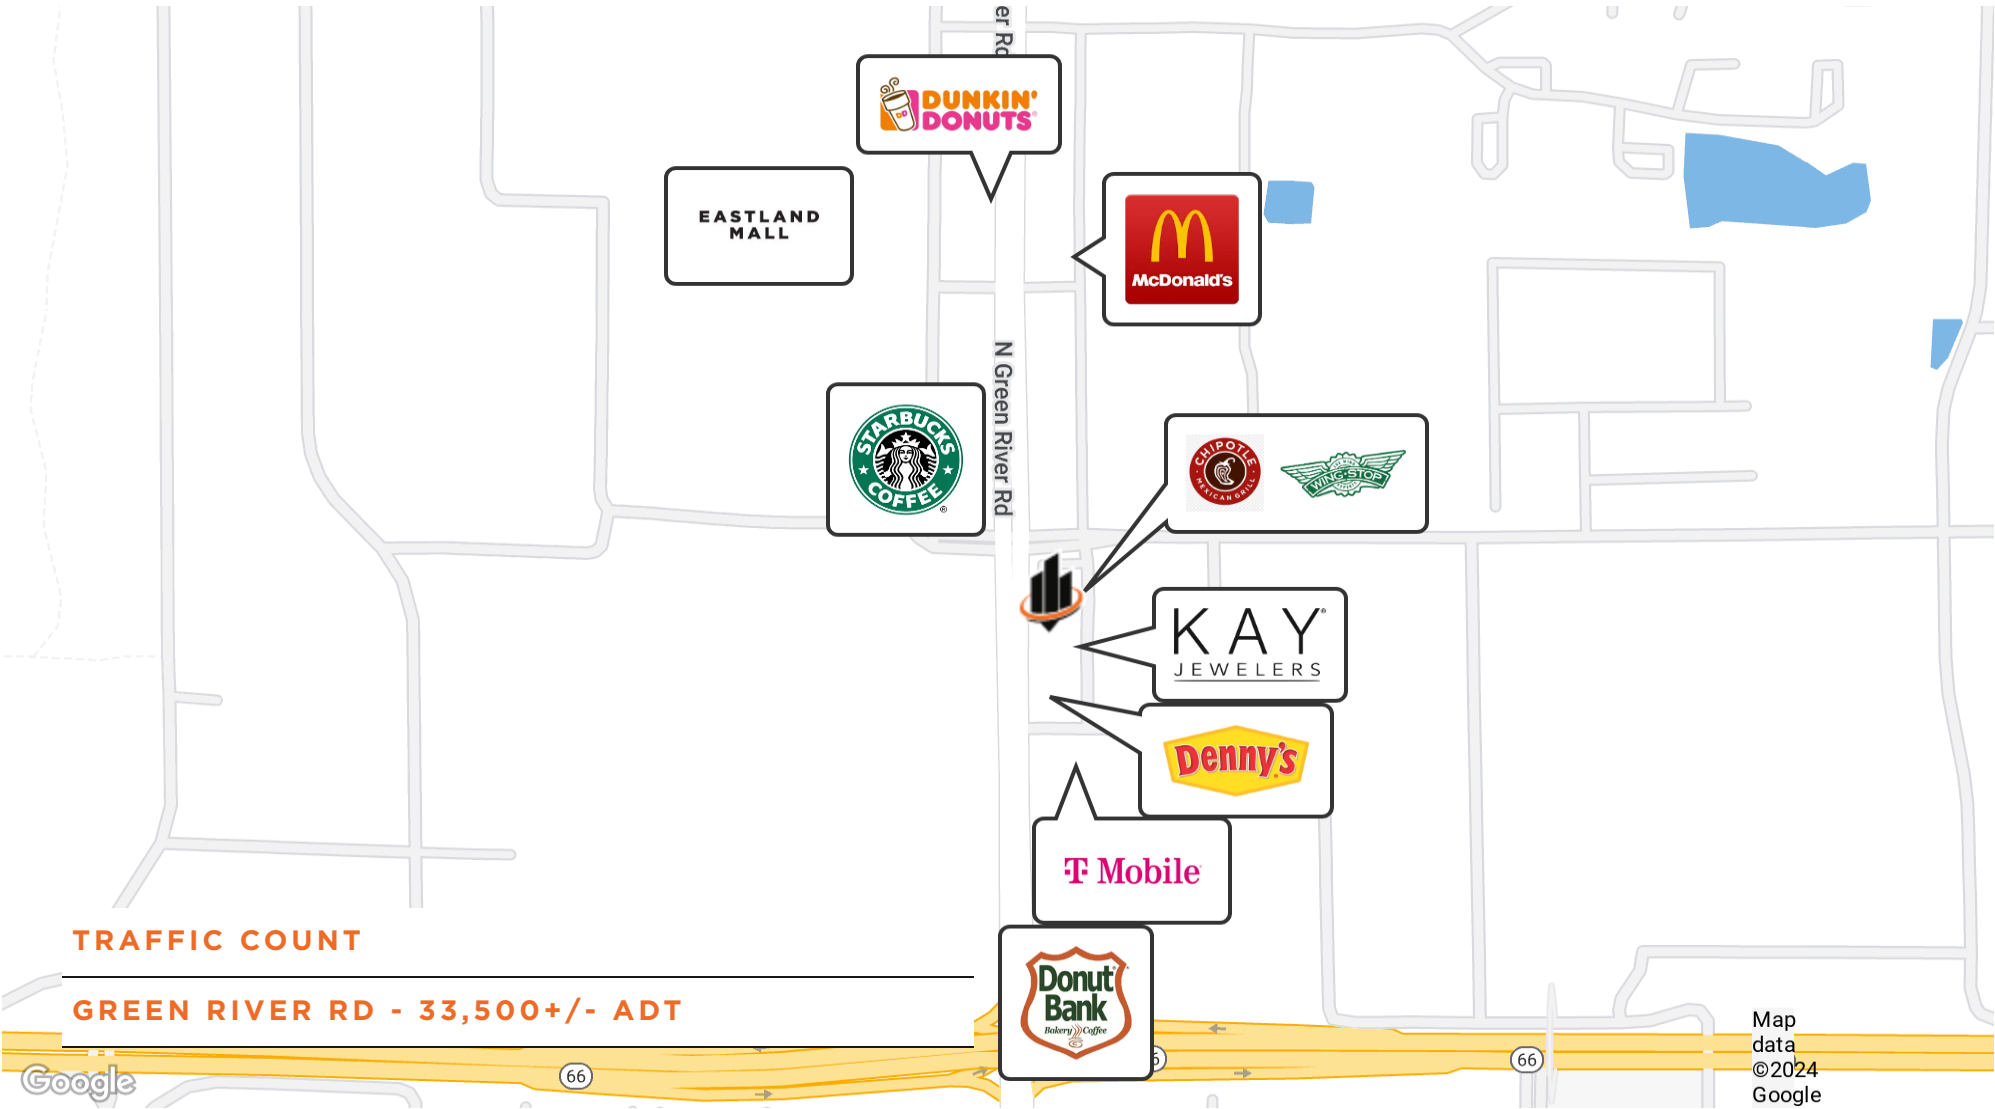 er Rd
DUNKIN'
DONUTS
DD
EASTLAND
MALL
McDonald's
N Green River Rd
STARBUCKS
COFFEE
®
CHIPOTLE
MEXICAN GRILL
WING-STOP
KAY
JEWELERS
Denny's
T Mobile
TRAFFIC COUNT
GREEN RIVER RD - 33,500+/- ADT
Donut
Bank
Bakery Coffee
66
6
66
Google
Map
data
©2024
Google